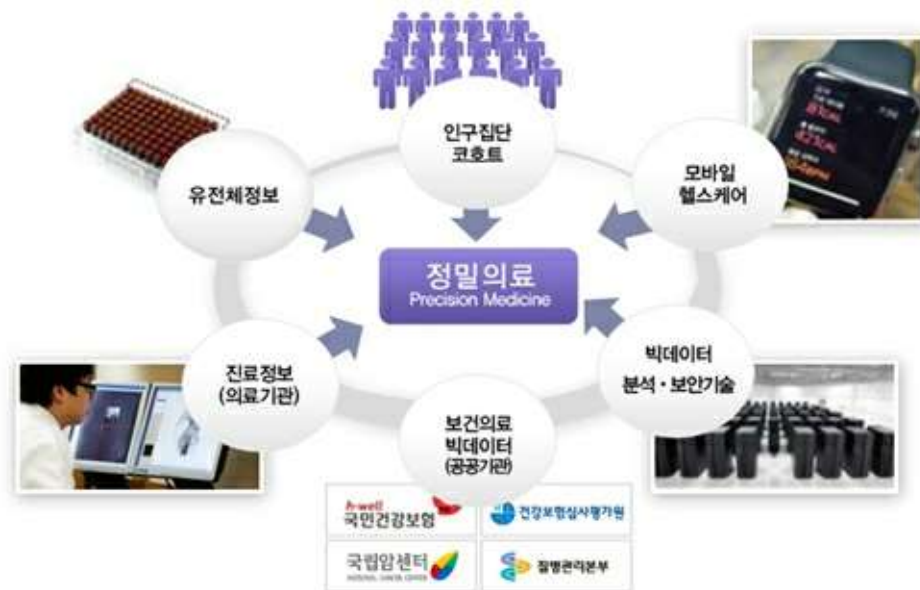 인구집단
코호트
유전체정보
모바일
헬스케어
정밀의료
Precision Medicine
진료정보
(의료기관)
빅데이터
분석・보안기술
보건의료
빅데이터
(공공기관)
h-well
국민건강보험
건강보험심사평가원
국립암센터
NATIONAL CANCER CENTER
질병관리본부